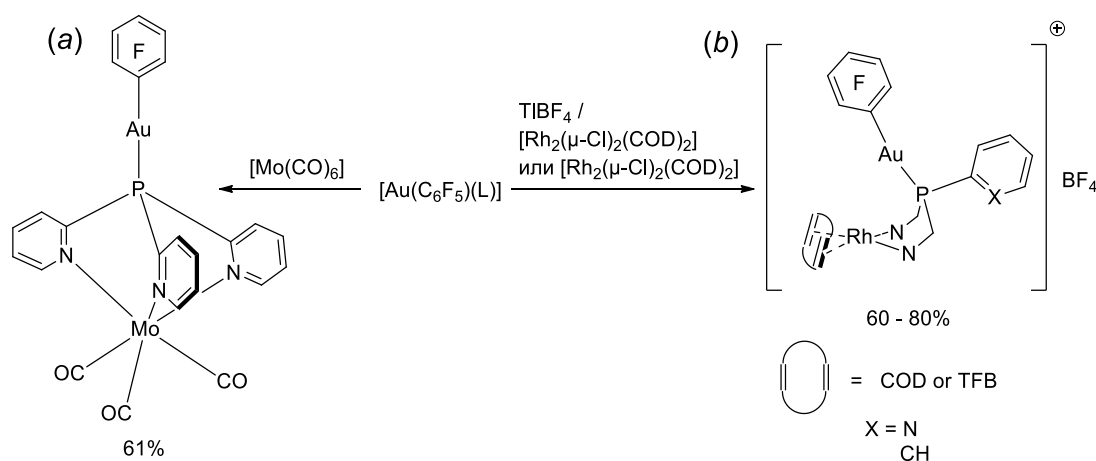 (a)
F
Au
P
N
N
N
Mo
OC
OC
CO
61%
[Mo(CO)6]
[Au(C6F5)(L)]
TlBF4 /
[Rh2(μ-Cl)2(COD)2]
или [Rh2(μ-Cl)2(COD)2]
(b)
F
Au
P
X
N
N
Rh
⊕
BF4
60 - 80%
= COD or TFB
X = N
CH